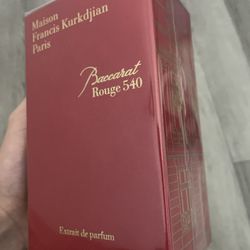 Maison
Francis Kurkdjian
Paris
Baccarat
Rouge 540
Extrait de parfum